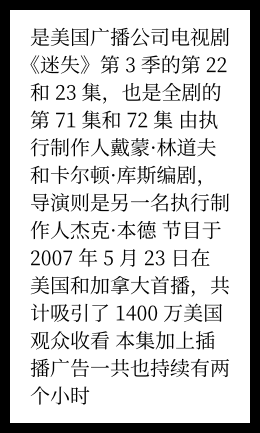 是美国广播公司电视剧
《迷失》第 3 季的第 22
和 23 集，也是全剧的
第 71 集和 72 集 由执
行制作人戴蒙·林道夫
和卡尔顿·库斯编剧，
导演则是另一名执行制
作人杰克·本德 节目于
2007 年 5 月 23 日在
美国和加拿大首播，共
计吸引了 1400 万美国
观众收看 本集加上插
播广告一共也持续有两
个小时